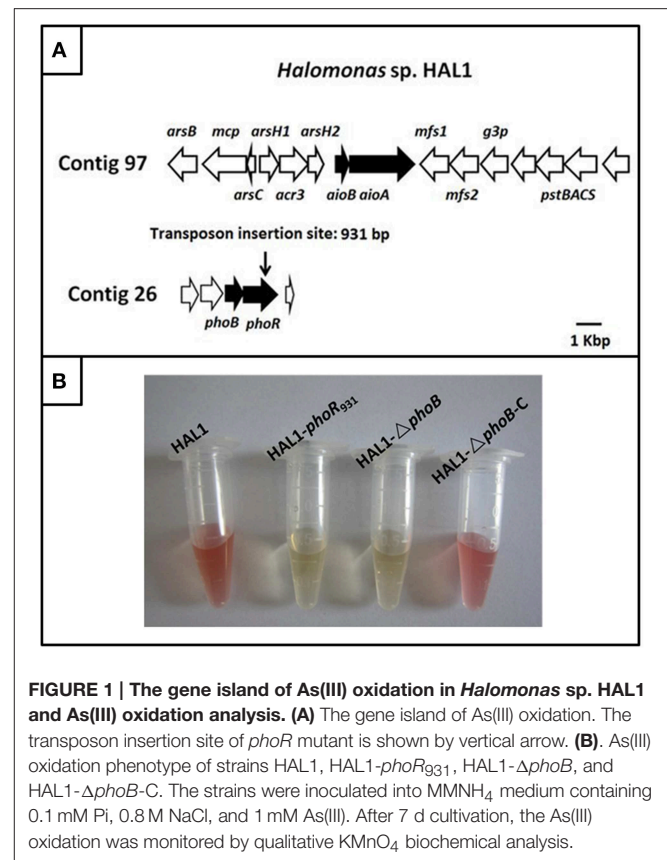 A
Halomonas sp. HAL1
arsB mcp arsH1 arsH2 mfs1 g3p
Contig 97
arsC acr3 aioB aioA mfs2 pstBACS
Transposon insertion site: 931 bp
Contig 26
phoB phoR
1 Kbp
B
HAL1 HAL1-phoR931 HAL1-△phoB HAL1-△phoB-C
FIGURE 1 | The gene island of As(III) oxidation in Halomonas sp. HAL1
and As(III) oxidation analysis. (A) The gene island of As(III) oxidation. The
transposon insertion site of phoR mutant is shown by vertical arrow. (B). As(III)
oxidation phenotype of strains HAL1, HAL1-phoR931, HAL1-ΔphoB, and
HAL1-ΔphoB-C. The strains were inoculated into MMNH4 medium containing
0.1 mM Pi, 0.8 M NaCl, and 1 mM As(III). After 7 d cultivation, the As(III)
oxidation was monitored by qualitative KMnO4 biochemical analysis.